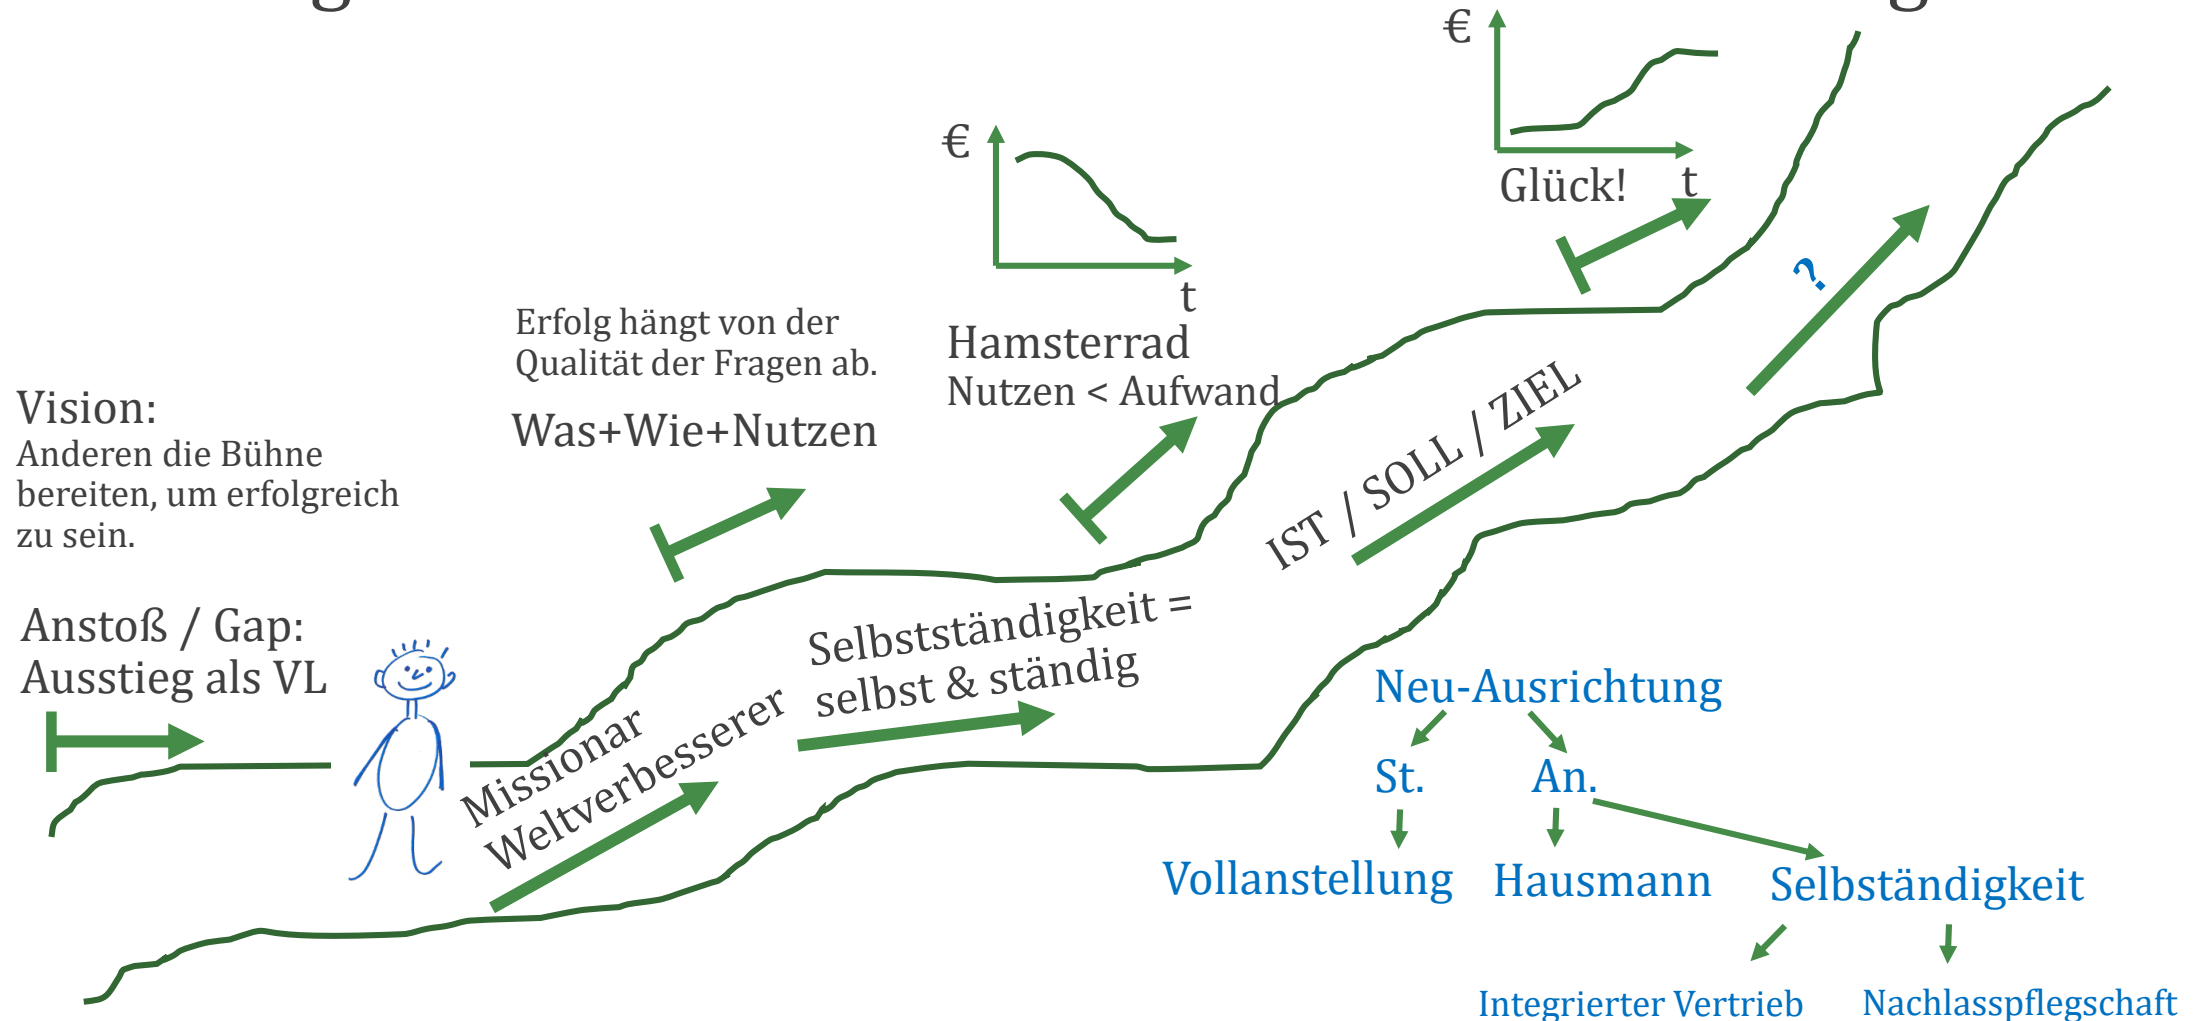 €
€
t
Glück!
t
?
Erfolg hängt von der
Qualität der Fragen ab.
Was+Wie+Nutzen
Hamsterrad
Nutzen < Aufwand
Vision:
Anderen die Bühne
bereiten, um erfolgreich
zu sein.
Anstoß / Gap:
Ausstieg als VL
Missionar
Weltverbesserer
Selbstständigkeit =
selbst & ständig
IST / SOLL / ZIEL
Neu-Ausrichtung
St.
An.
Vollanstellung
Hausmann
Selbständigkeit
Integrierter Vertrieb
Nachlasspflegschaft